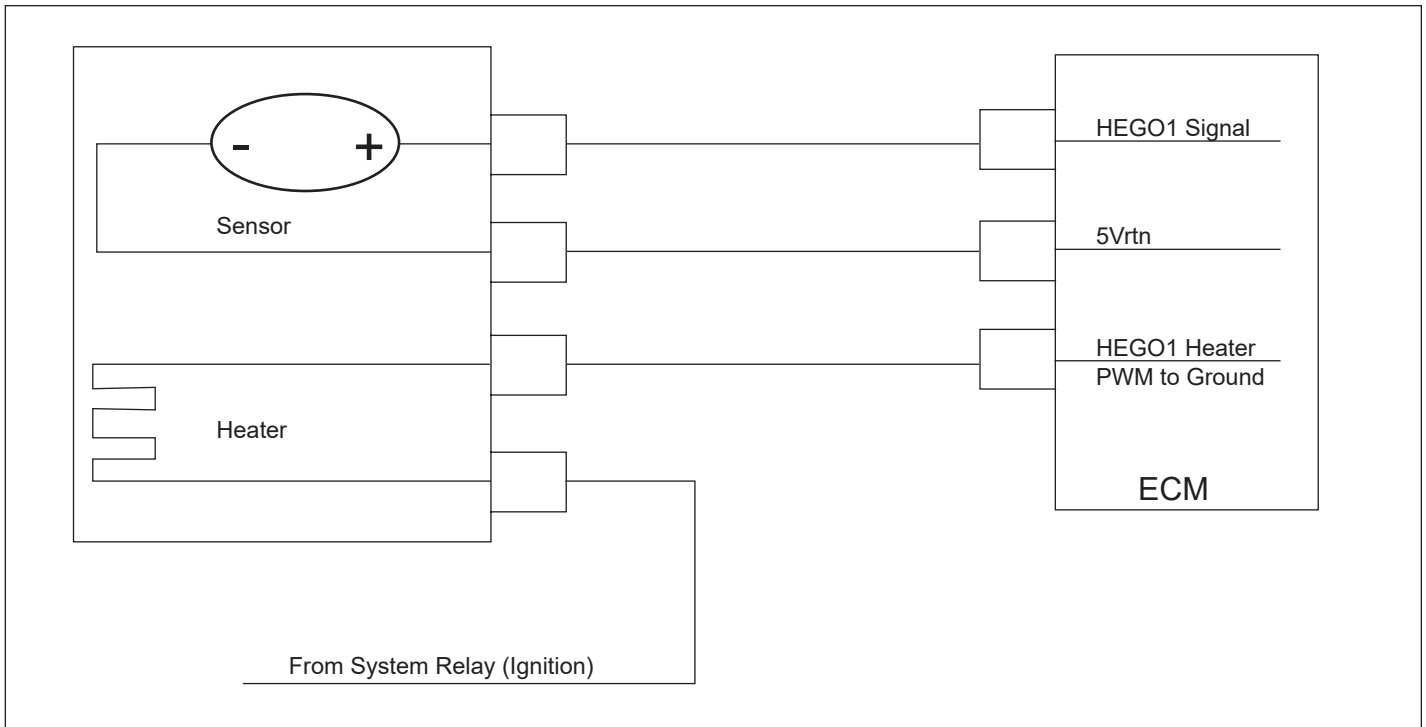 HEGO1 Signal
- +
Sensor
5Vrtn
HEGO1 Heater
PWM to Ground
Heater
ECM
From System Relay (Ignition)